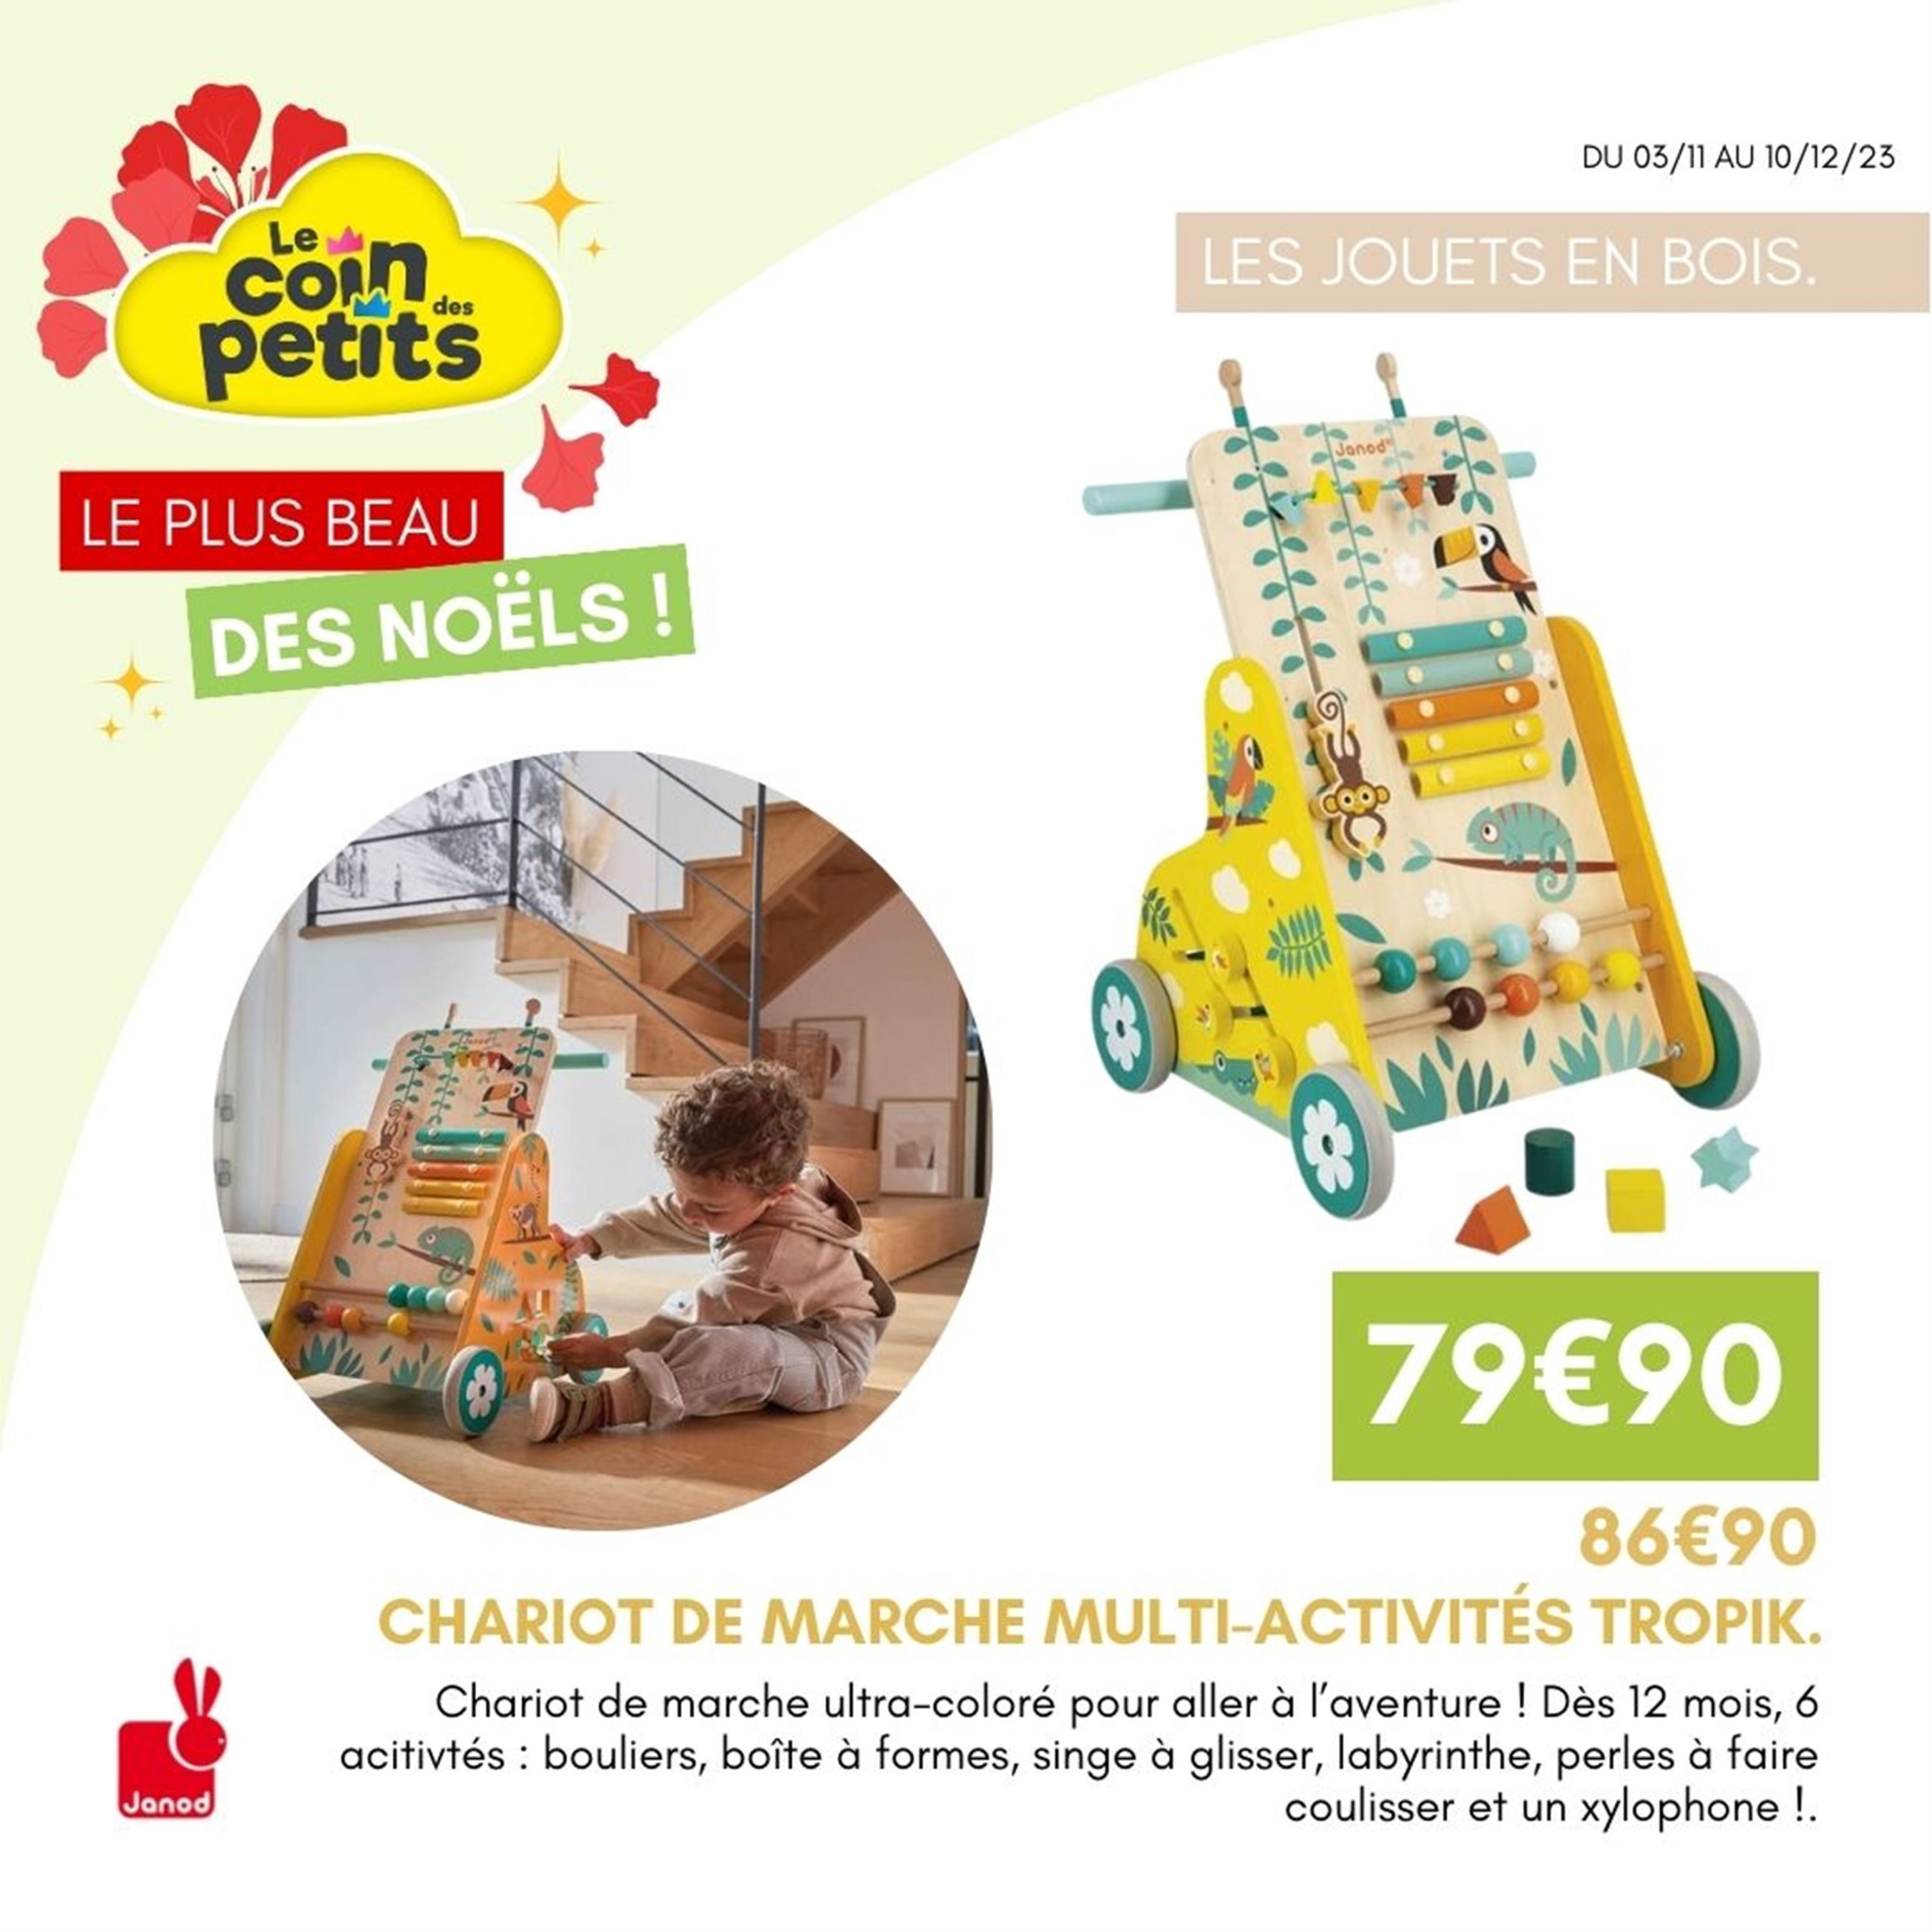 DU 03/11 AU 10/12/23
Le
coin
des
petits
LES JOUETS EN BOIS.
LE PLUS BEAU
DES NOËLS !
Janod
79€90
86€90
CHARIOT DE MARCHE MULTI-ACTIVITÉS TROPIK.
Chariot de marche ultra-coloré pour aller à l'aventure ! Dès 12 mois, 6
acitivtés : bouliers, boîte à formes, singe à glisser, labyrinthe, perles à faire
coulisser et un xylophone !.
Janod